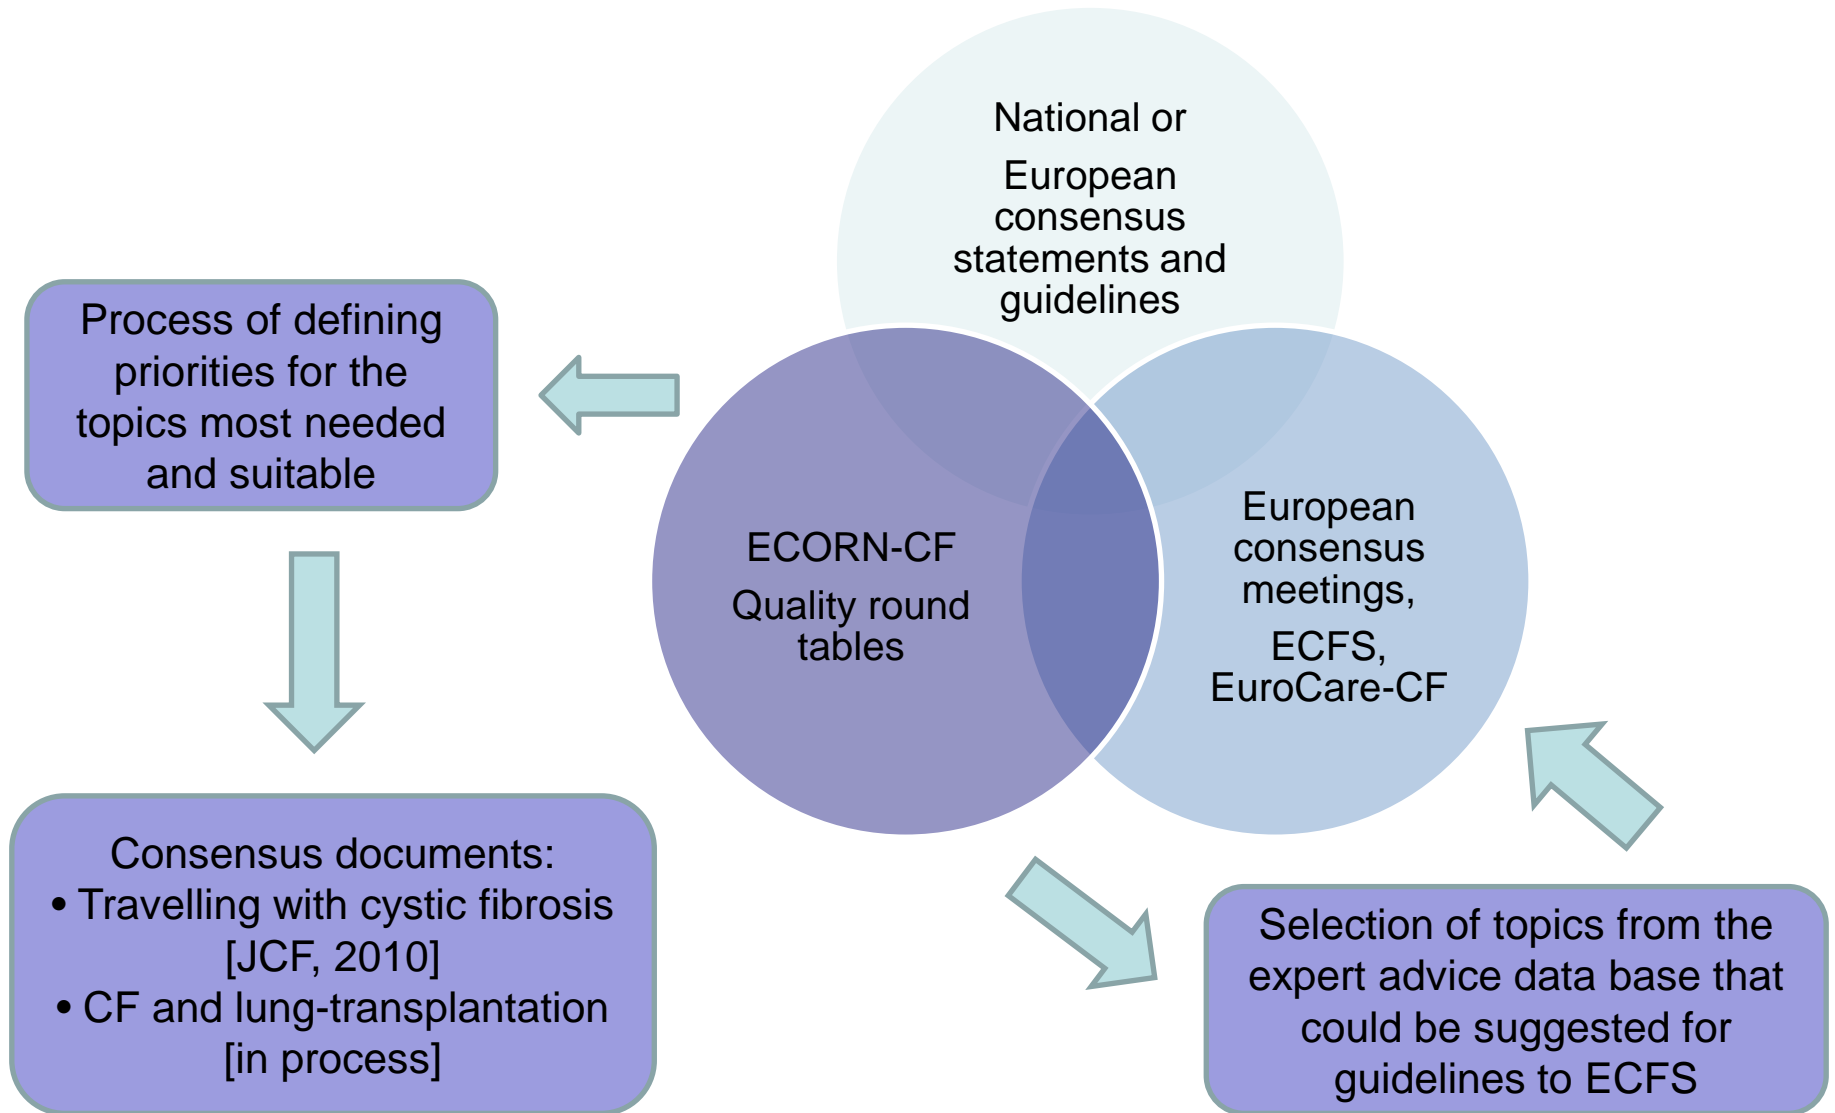 National or
European
consensus
statements and
guidelines
Process of defining
priorities for the
topics most needed
and suitable
ECORN-CF
Quality round
tables
European
consensus
meetings,
ECFS,
EuroCare-CF
Consensus documents:
• Travelling with cystic fibrosis
[JCF, 2010]
• CF and lung-transplantation
[in process]
Selection of topics from the
expert advice data base that
could be suggested for
guidelines to ECFS